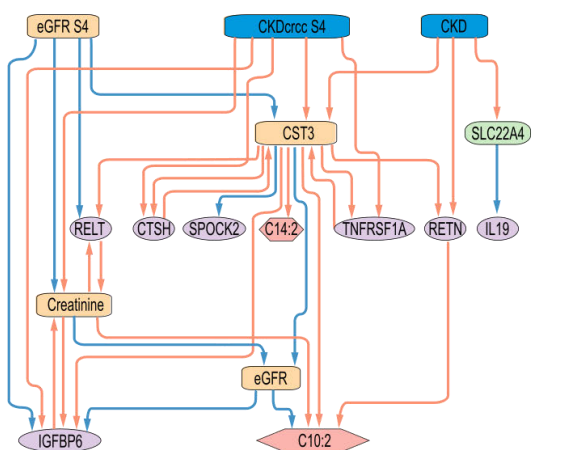 eGFR S4
CKDcrcc S4
CKD
CST3
SLC22A4
RELT
CTSH
SPOCK2
C14:2
TNFRSF1A
RETN
IL19
Creatinine
eGFR
IGFBP6
C10:2